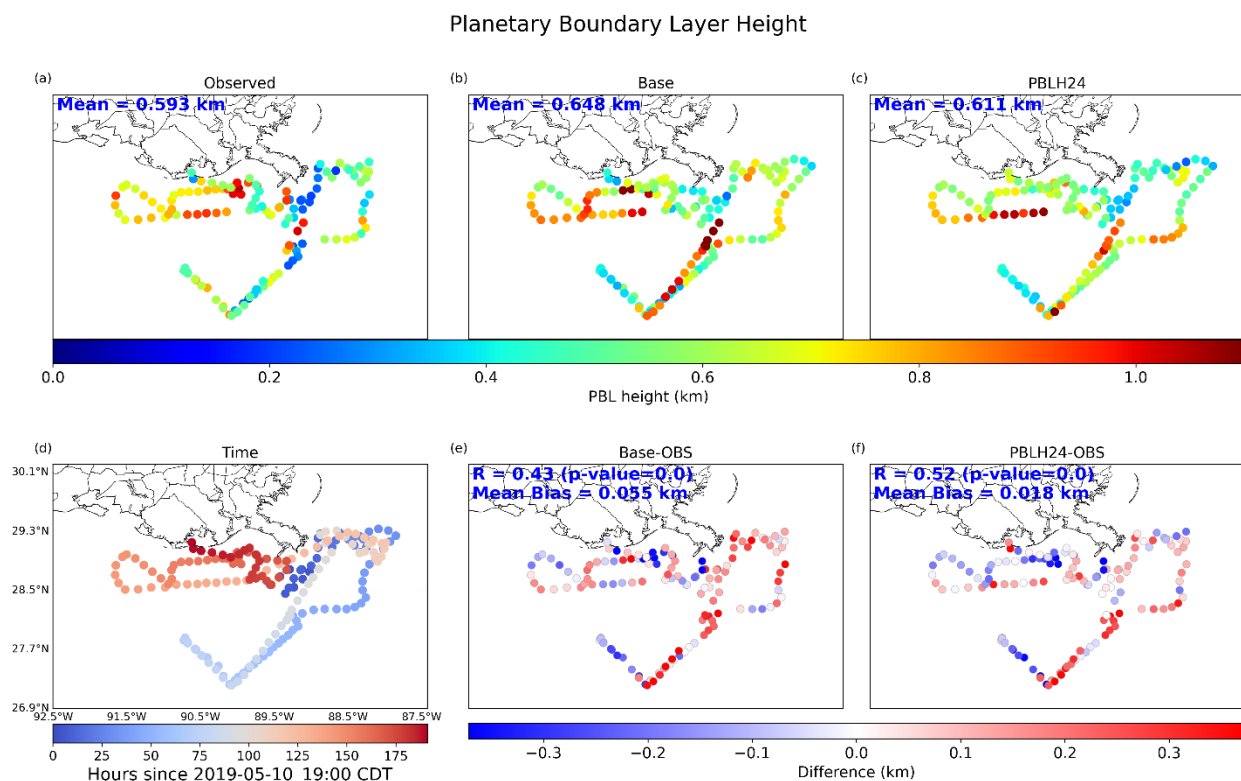 Planetary Boundary Layer Height
(a) Observed
Mean = 0.593 km
(b) Base
Mean = 0.648 km
(c) PBLH24
Mean = 0.611 km
0.0 0.2 0.4 0.6 0.8 1.0
PBL height (km)
(d) Time
30.1°N
29.3°N
28.5°N
27.7°N
26.9°N
92.5°W 91.5°W 90.5°W 89.5°W 88.5°W 87.5°W
0 25 50 75 100 125 150 175
Hours since 2019-05-10 19:00 CDT
(e) Base-OBS
R = 0.43 (p-value=0.0)
Mean Bias = 0.055 km
(f) PBLH24-OBS
R = 0.52 (p-value=0.0)
Mean Bias = 0.018 km
−0.3 −0.2 −0.1 0.0 0.1 0.2 0.3
Difference (km)